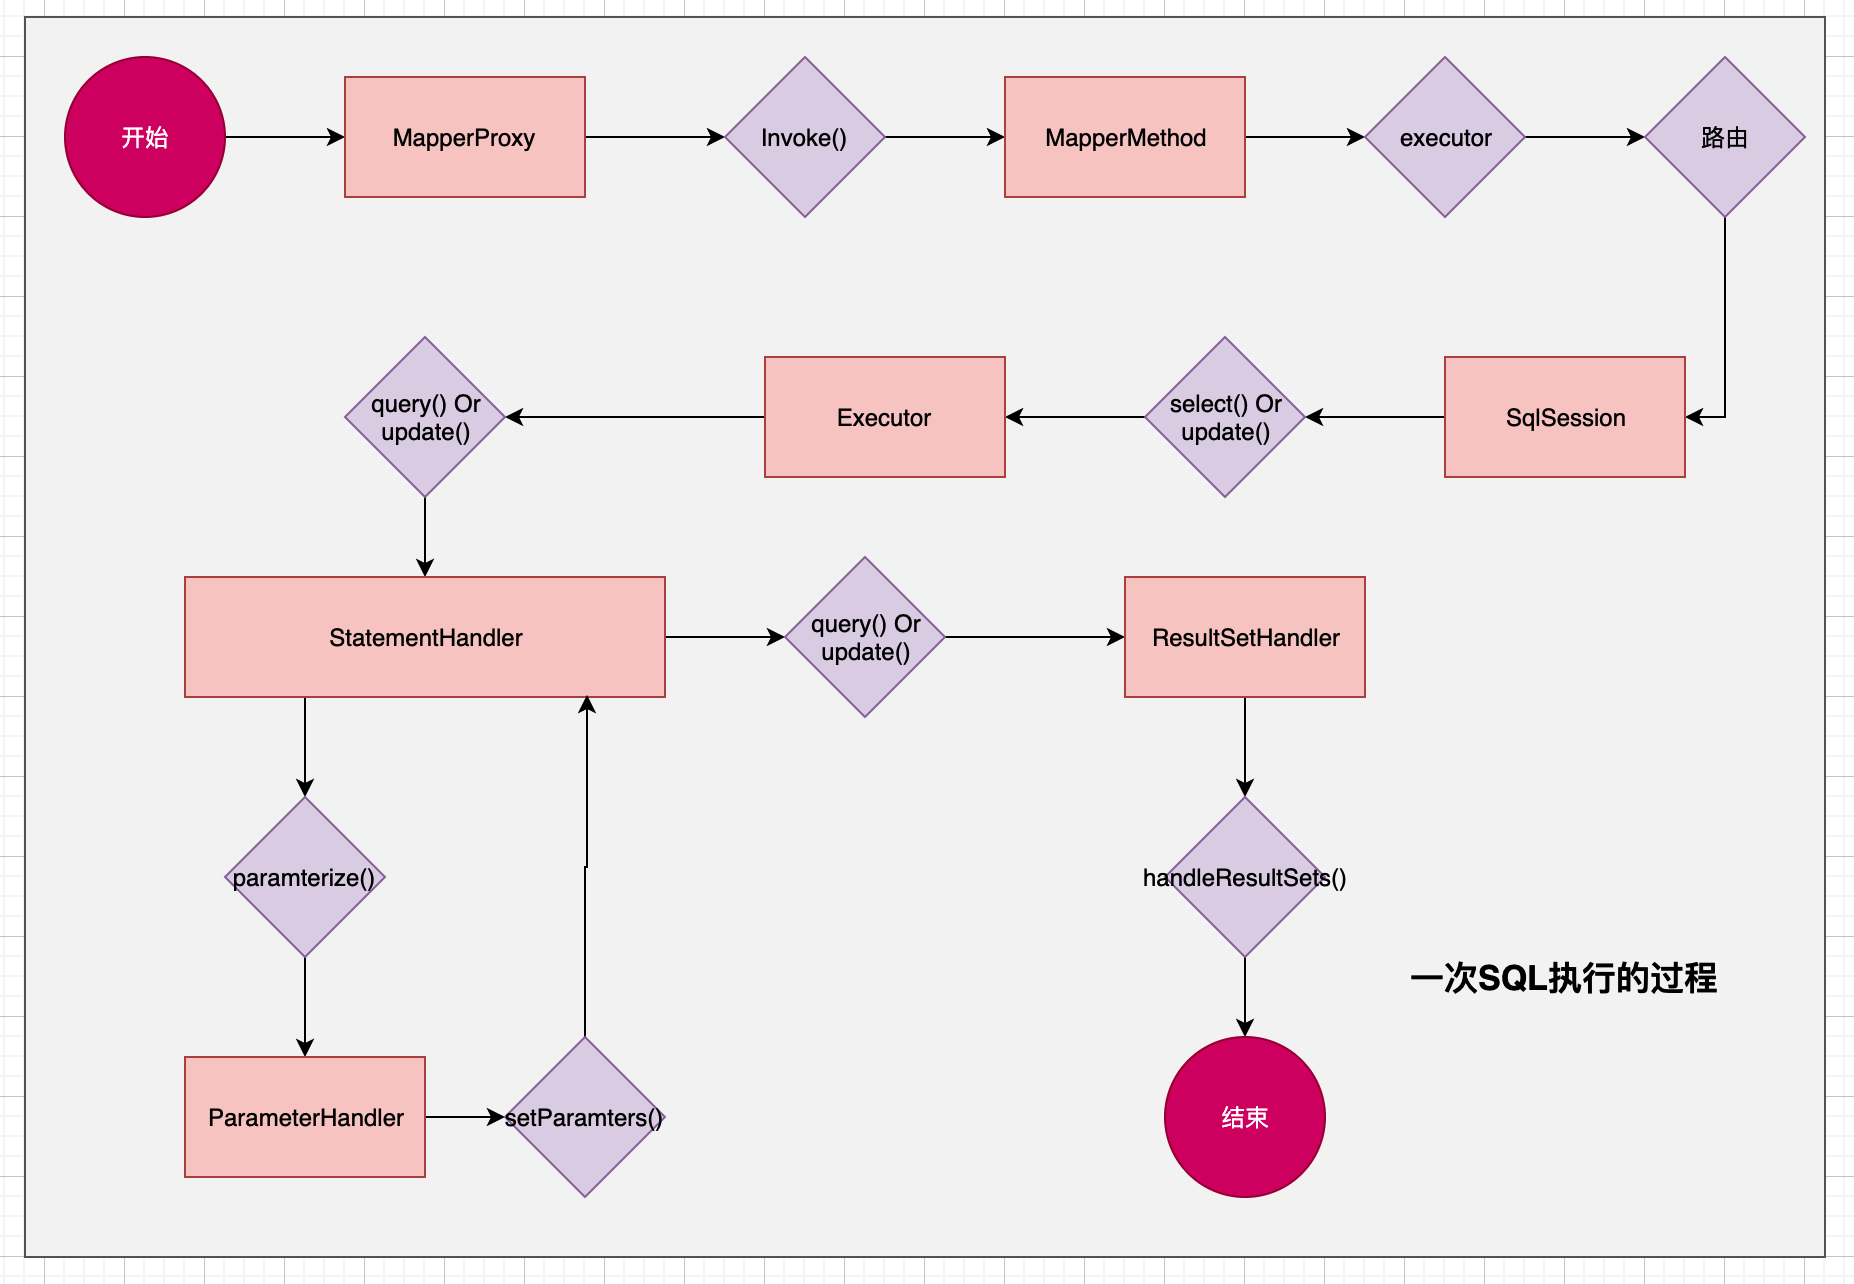 开始
MapperProxy
Invoke()
MapperMethod
executor
路由
query() Or
update()
Executor
select() Or
update()
SqlSession
StatementHandler
query() Or
update()
ResultSetHandler
paramterize()
handleResultSets()
一次SQL执行的过程
ParameterHandler
setParamters()
结束